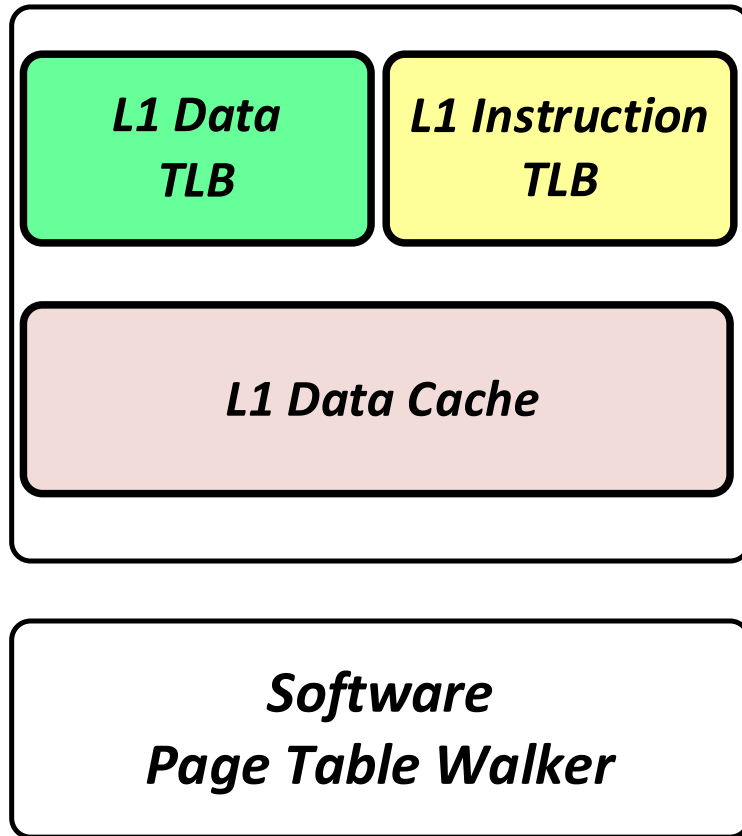 L1 Data
TLB
L1 Instruction
TLB
L1 Data Cache
Software
Page Table Walker